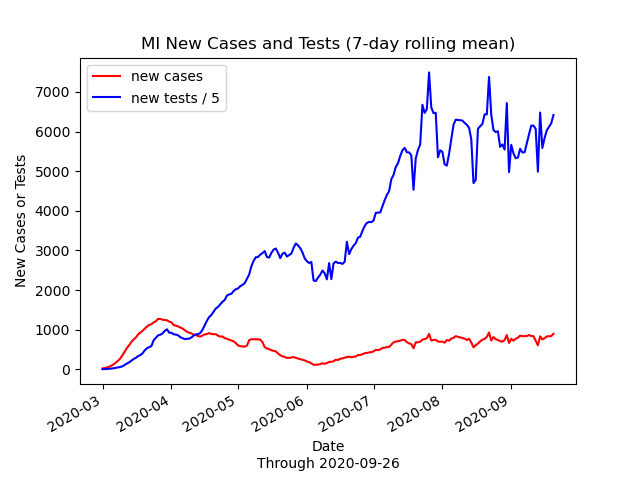 MI New Cases and Tests (7-day rolling mean)
new cases
new tests / 5
New Cases or Tests
7000
6000
5000
4000
3000
2000
1000
0
2020-03
2020-04
2020-05
2020-06
2020-07
2020-08
2020-09
Date
Through 2020-09-26